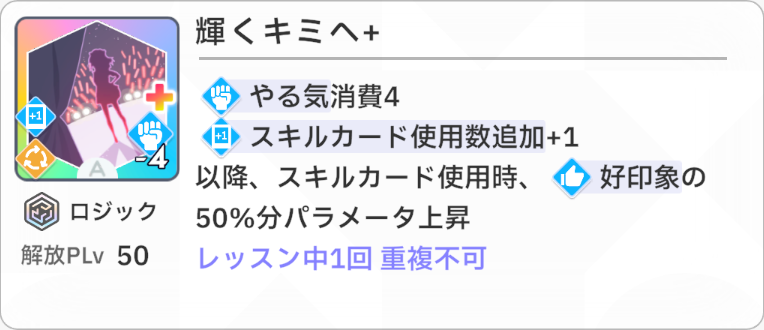 輝くキミへ+
やる気消費4
スキルカード使用数追加+1
以降、スキルカード使用時、好印象の
50%分パラメータ上昇
レッスン中1回 重複不可
+1
-4
A
ロジック
解放PLv 50